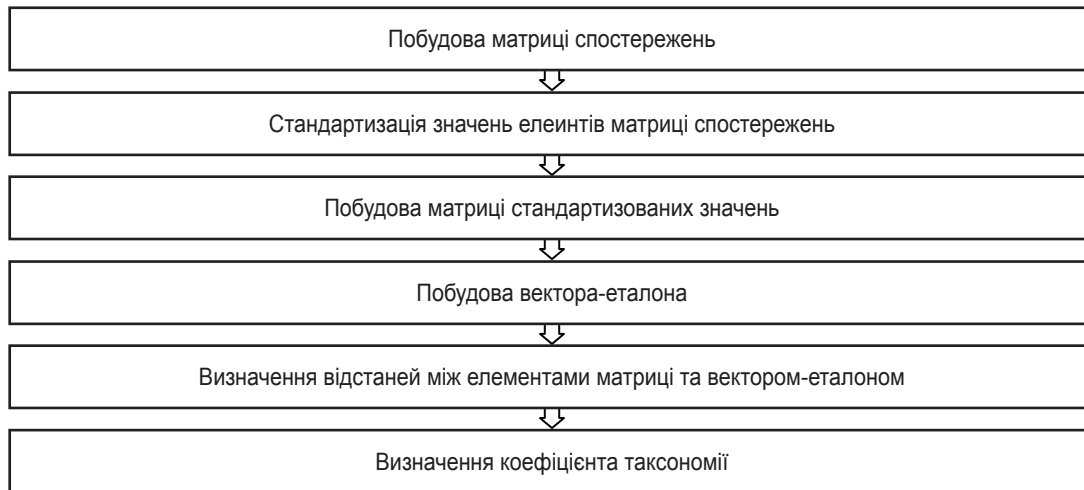 Побудова матриці спостережень
Стандартизація значень елеинтів матриці спостережень
Побудова матриці стандартизованих значень
Побудова вектора-еталона
Визначення відстаней між елементами матриці та вектором-еталоном
Визначення коефіцієнта таксономії